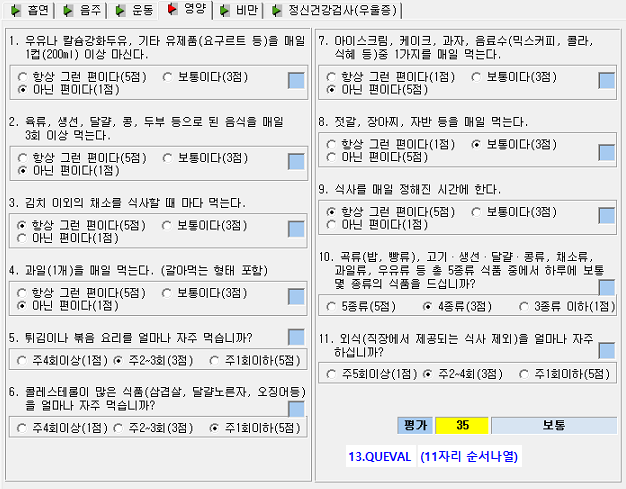 흡연 음주 운동 영양 비만 정신건강검사(우울증)
1. 우유나 칼슘강화두유, 기타 유제품(요구르트 등)을 매일
1컵(200ml) 이상 마신다.
항상 그런 편이다(5점) 보통이다(3점)
아닌 편이다(1점)
2. 육류, 생선, 달걀, 콩, 두부 등으로 된 음식을 매일
3회 이상 먹는다.
항상 그런 편이다(5점) 보통이다(3점)
아닌 편이다(1점)
3. 김치 이외의 채소를 식사할 때 마다 먹는다.
항상 그런 편이다(5점) 보통이다(3점)
아닌 편이다(1점)
4. 과일(1개)을 매일 먹는다. (갈아먹는 형태 포함)
항상 그런 편이다(5점) 보통이다(3점)
아닌 편이다(1점)
5. 튀김이나 볶음 요리를 얼마나 자주 먹습니까?
주4회이상(1점) 주2~3회(3점) 주1회이하(5점)
6. 콜레스테롤이 많은 식품(삼겹살, 달걀노른자, 오징어등)
을 얼마나 자주 먹습니까?
주4회이상(1점) 주2~3회(3점) 주1회이하(5점)
7. 아이스크림, 케이크, 과자, 음료수(믹스커피, 콜라,
식혜 등)중 1가지를 매일 먹는다.
항상 그런 편이다(1점) 보통이다(3점)
아닌 편이다(5점)
8. 젓갈, 장아찌, 자반 등을 매일 먹는다.
항상 그런 편이다(1점) 보통이다(3점)
아닌 편이다(5점)
9. 식사를 매일 정해진 시간에 한다.
항상 그런 편이다(5점) 보통이다(3점)
아닌 편이다(1점)
10. 곡류(밥, 빵류), 고기·생선·달걀·콩류, 채소류,
과일류, 우유류 등 총 5종류 식품 중에서 하루에 보통
몇 종류의 식품을 드십니까?
5종류(5점) 4종류(3점) 3종류 이하(1점)
11. 외식(직장에서 제공되는 식사 제외)을 얼마나 자주
하십니까?
주5회이상(1점) 주2~4회(3점) 주1회이하(5점)
평가 35 보통
13.QUEVAL (11자리 순서나열)